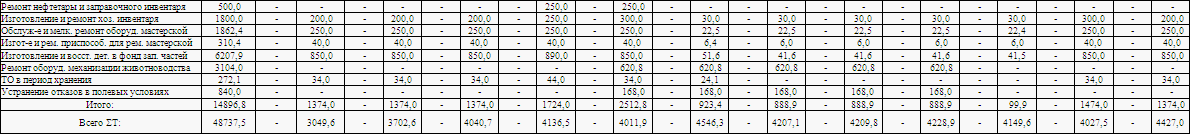 Ремонт нефтетары и заправочного инвентаря 500,0 - - - - - - - 250,0 - 250,0 - - - - - - - - - - - - - -
Изготовление и ремонт хоз. инвентаря 1800,0 - 200,0 - 200,0 - 200,0 - 250,0 - 300,0 - 30,0 - 30,0 - 30,0 - 30,0 - 30,0 - 300,0 - 200,0
Обслуж-е и мелк. ремонт оборуд. мастерской 1862,4 - 250,0 - 250,0 - 250,0 - 250,0 - 250,0 - 22,5 - 22,5 - 22,5 - 22,5 - 22,4 - 250,0 - 250,0
Изгот-е и рем. приспособ. для рем. мастерской 310,4 - 40,0 - 40,0 - 40,0 - 40,0 - 40,0 - 6,4 - 6,0 - 6,0 - 6,0 - 6,0 - 40,0 - 40,0
Изготовление и восст. дет. в фонд зап. частей 6207,9 - 850,0 - 850,0 - 850,0 - 890,0 - 850,0 - 51,6 - 41,6 - 41,6 - 41,6 - 41,5 - 850,0 - 850,0
Ремонт оборуд. механизации животноводства 3104,0 - - - - - - - - - 620,8 - 620,8 - 620,8 - 620,8 - 620,8 - - - - - -
ТО в период хранения 272,1 - 34,0 - 34,0 - 34,0 - 44,0 - 34,0 - 24,1 - - - - - - - - - 34,0 - 34,0
Устранение отказов в полевых условиях 840,0 - - - - - - - - - 168,0 - 168,0 - 168,0 - 168,0 - 168,0 - - - - - -
Итого: 14896,8 - 1374,0 - 1374,0 - 1374,0 - 1724,0 - 2512,8 - 923,4 - 888,9 - 888,9 - 888,9 - 99,9 - 1474,0 - 1374,0
Всего ΣТ: 48737,5 - 3049,6 - 3702,6 - 4040,7 - 4136,5 - 4011,9 - 4546,3 - 4207,1 - 4209,8 - 4228,9 - 4149,6 - 4027,5 - 4427,0